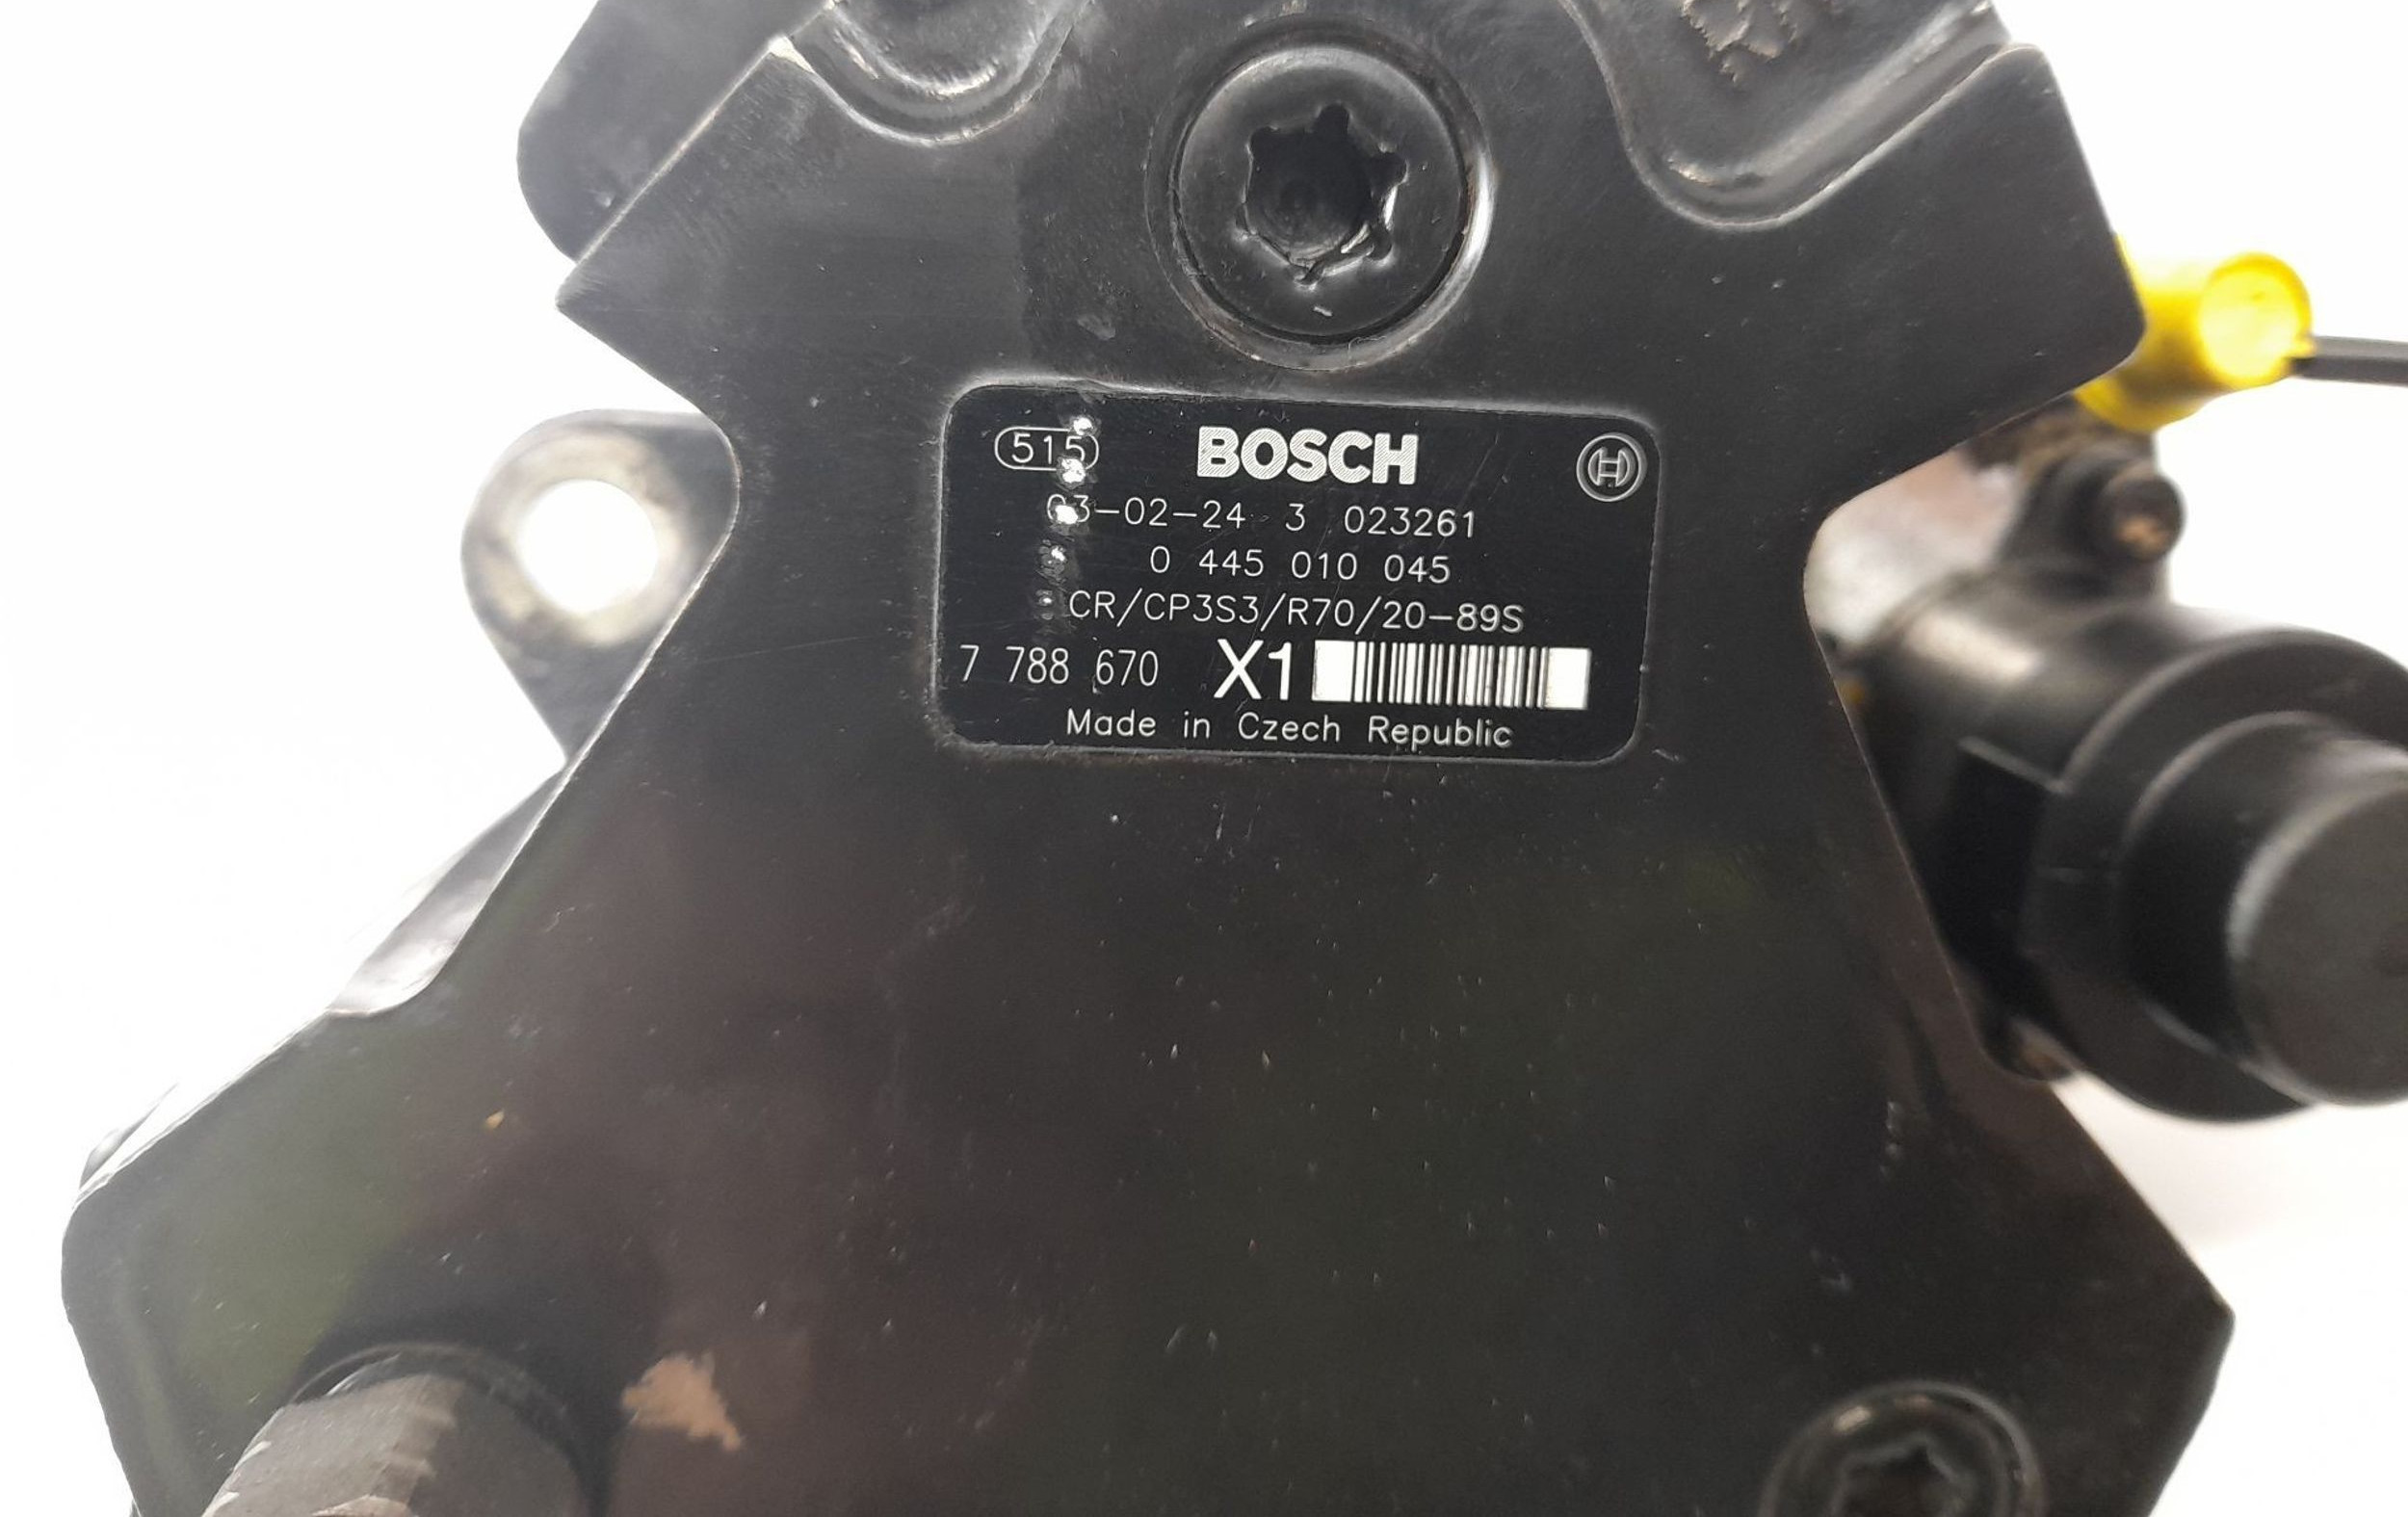 515 BOSCH
03-02-24 3 023261
0 445 010 045
CR/CP3S3/R70/20-89S
7 788 670 X1
Made in Czech Republic